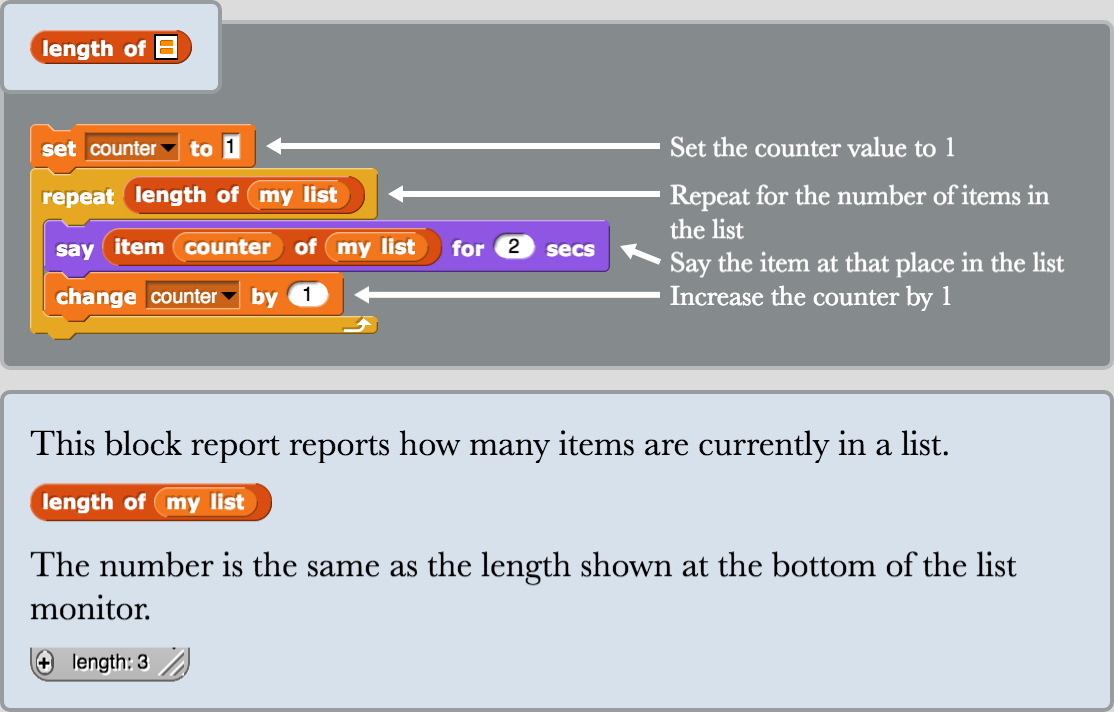 length of
set counter to 1
Set the counter value to 1
repeat length of my list
Repeat for the number of items in
the list
say item counter of my list for 2 secs
Say the item at that place in the list
change counter by 1
Increase the counter by 1
This block report reports how many items are currently in a list.
length of my list
The number is the same as the length shown at the bottom of the list
monitor.
length: 3